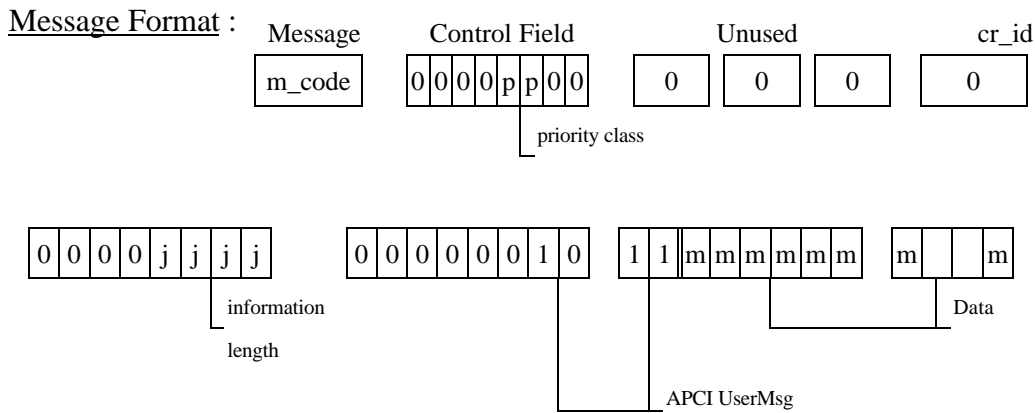 Message Format :
Message Control Field Unused cr_id
m_code 0 0 0 0 p p 0 0 0 0 0 0
priority class
0 0 0 0 j j j j 0 0 0 0 0 0 1 0 1 1 m m m m m m m m
information
length
Data
APCI UserMsg